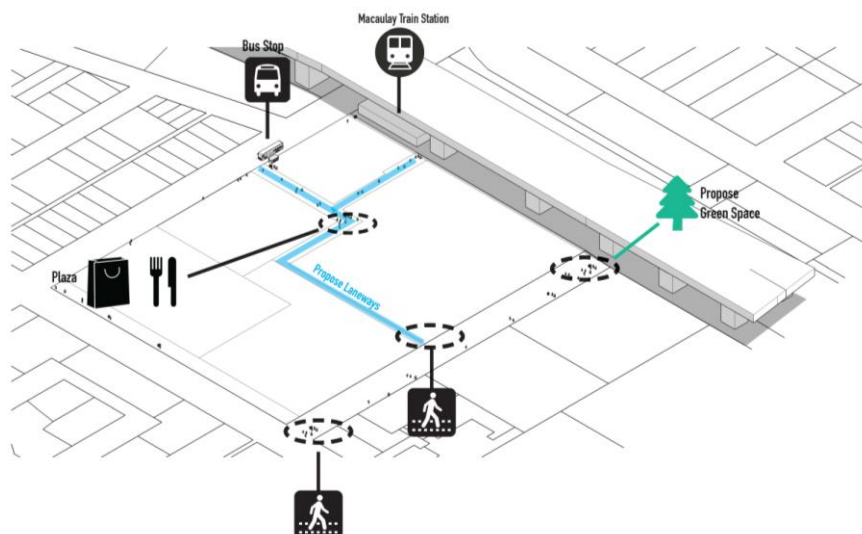 Macaulay Train Station
Bus Stop
Propose
Green Space
Plaza
Propose Laneways